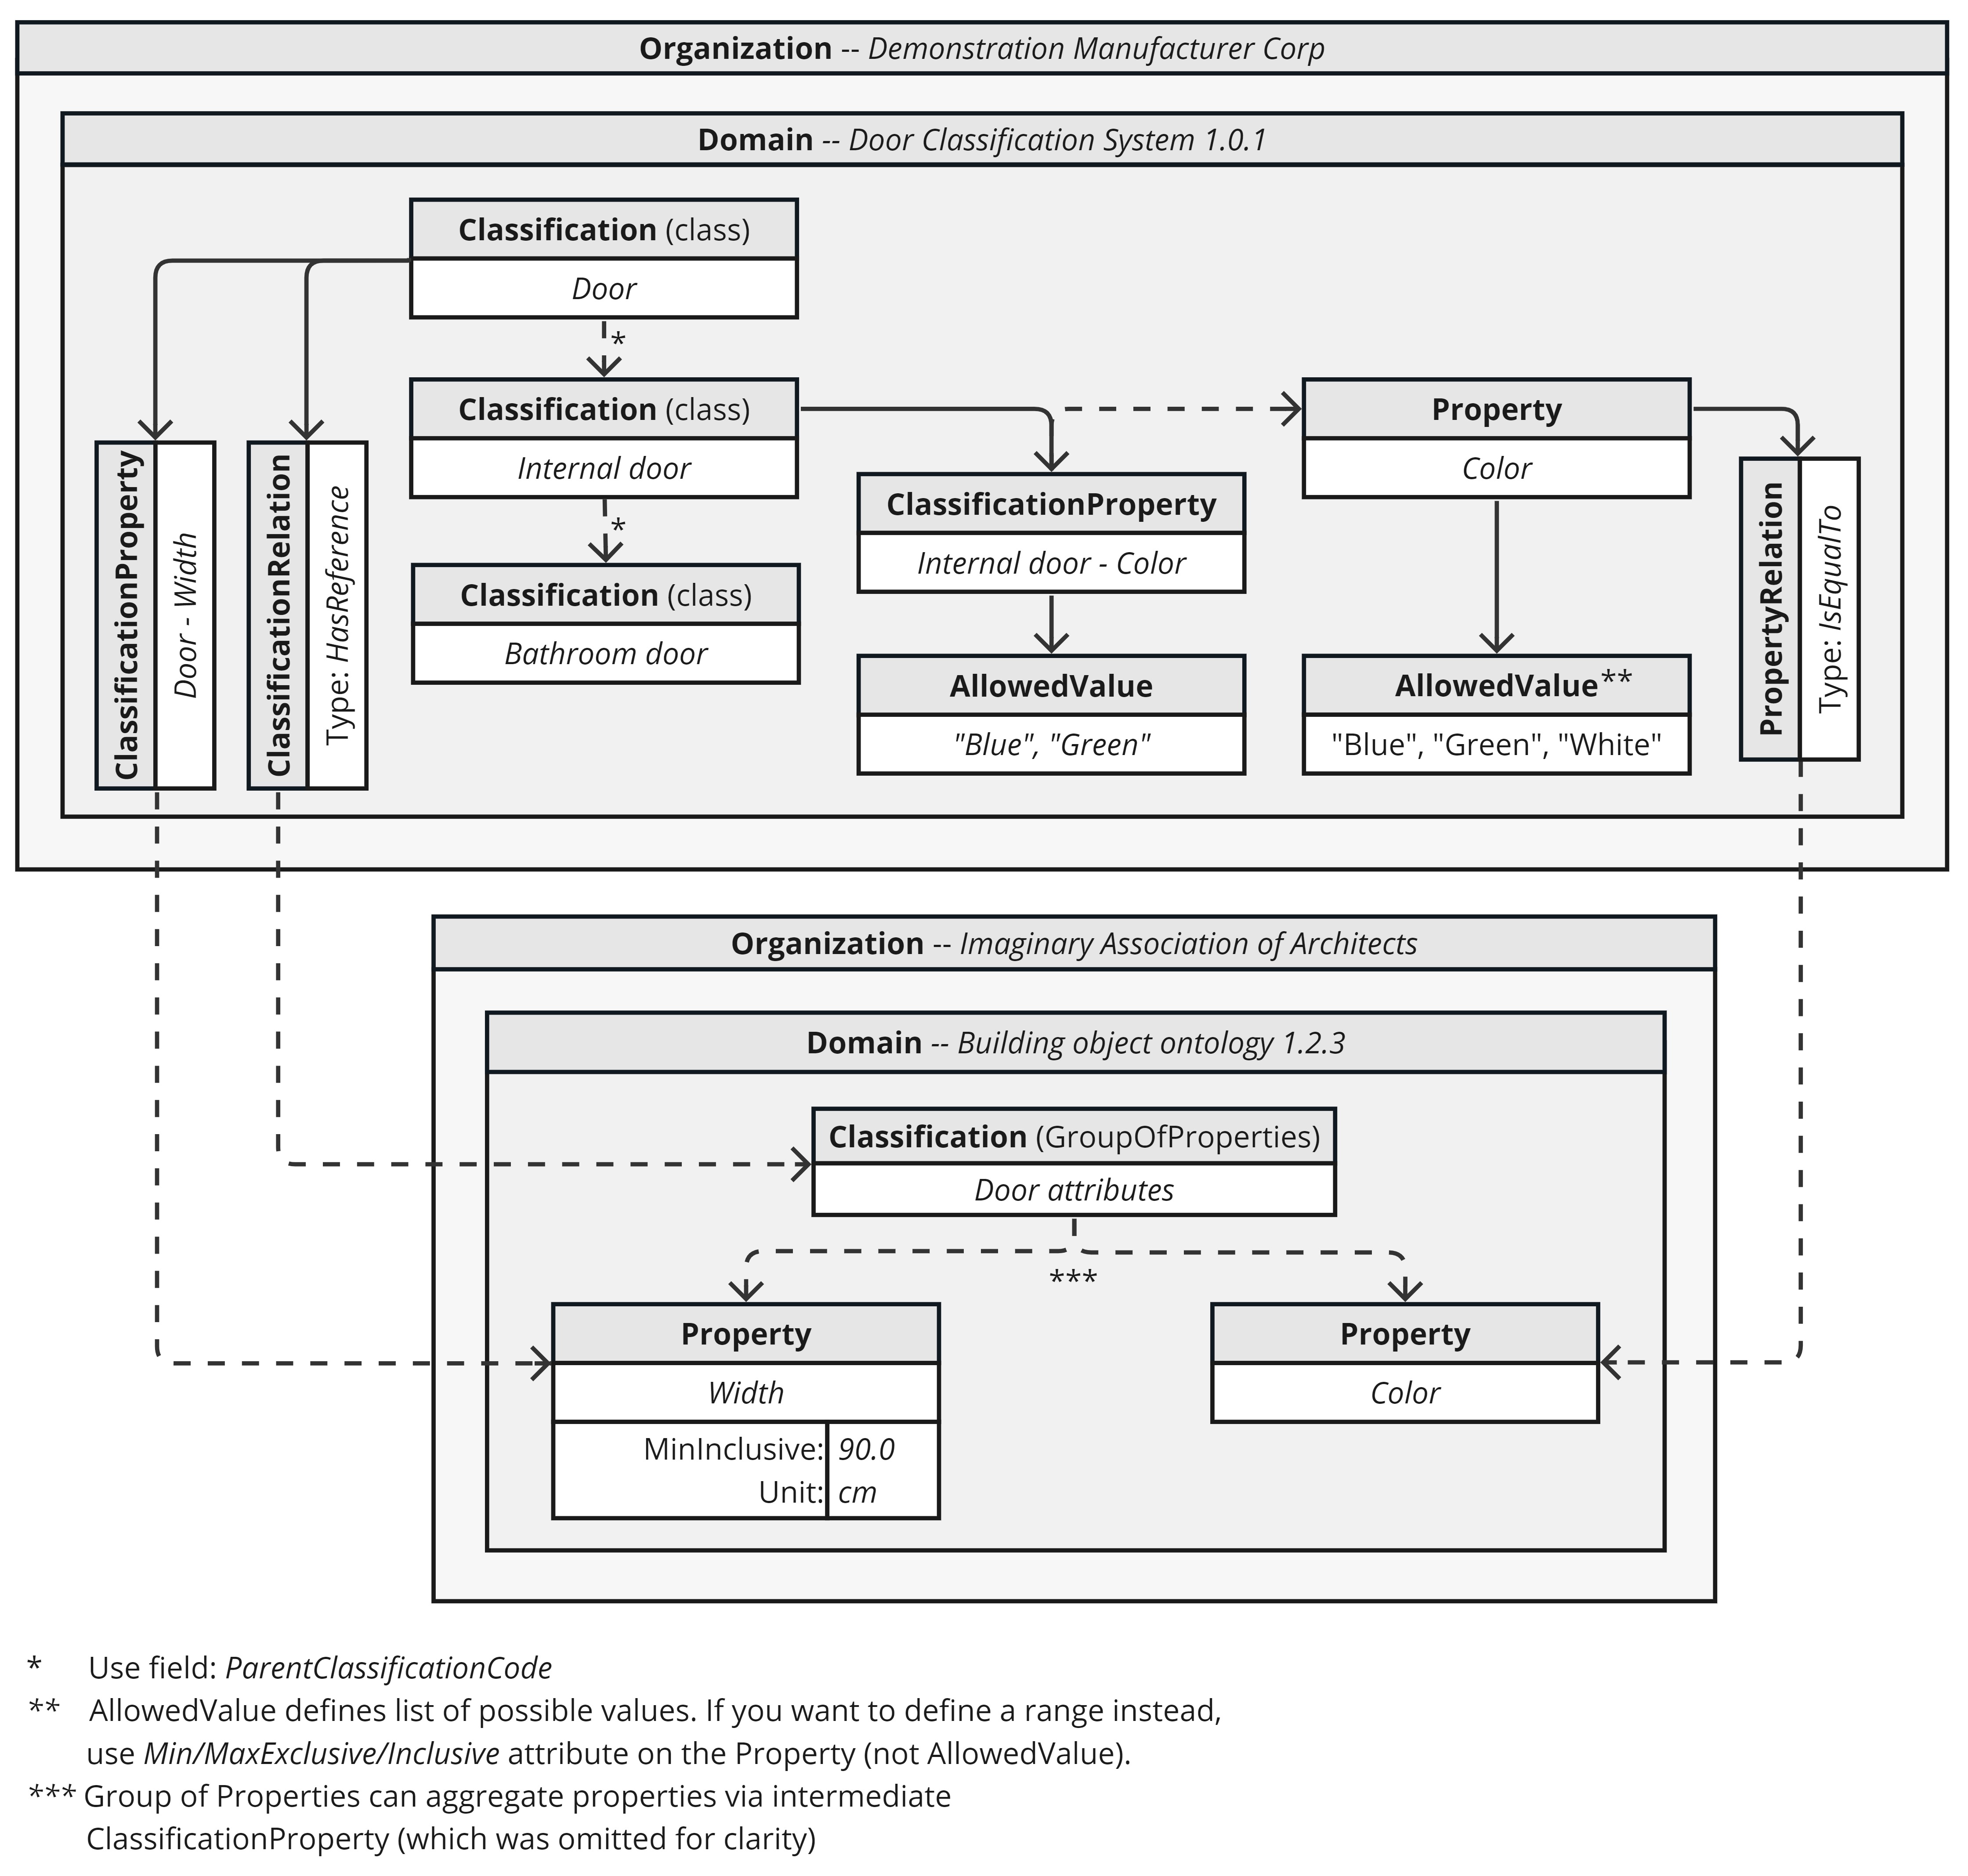 Organization -- Demonstration Manufacturer Corp
Domain -- Door Classification System 1.0.1
Classification (class)
Door
*
Classification (class)
Internal door
*
Classification (class)
Bathroom door
ClassificationProperty
Door - Width
ClassificationRelation
Type: HasReference
ClassificationProperty
Internal door - Color
AllowedValue
"Blue", "Green"
Property
Color
AllowedValue**
"Blue", "Green", "White"
PropertyRelation
Type: IsEqualTo
Organization -- Imaginary Association of Architects
Domain -- Building object ontology 1.2.3
Classification (GroupOfProperties)
Door attributes
***
Property
Width
MinInclusive: 90.0
Unit: cm
Property
Color
* Use field: ParentClassificationCode
** AllowedValue defines list of possible values. If you want to define a range instead,
use Min/MaxExclusive/Inclusive attribute on the Property (not AllowedValue).
*** Group of Properties can aggregate properties via intermediate
ClassificationProperty (which was omitted for clarity)